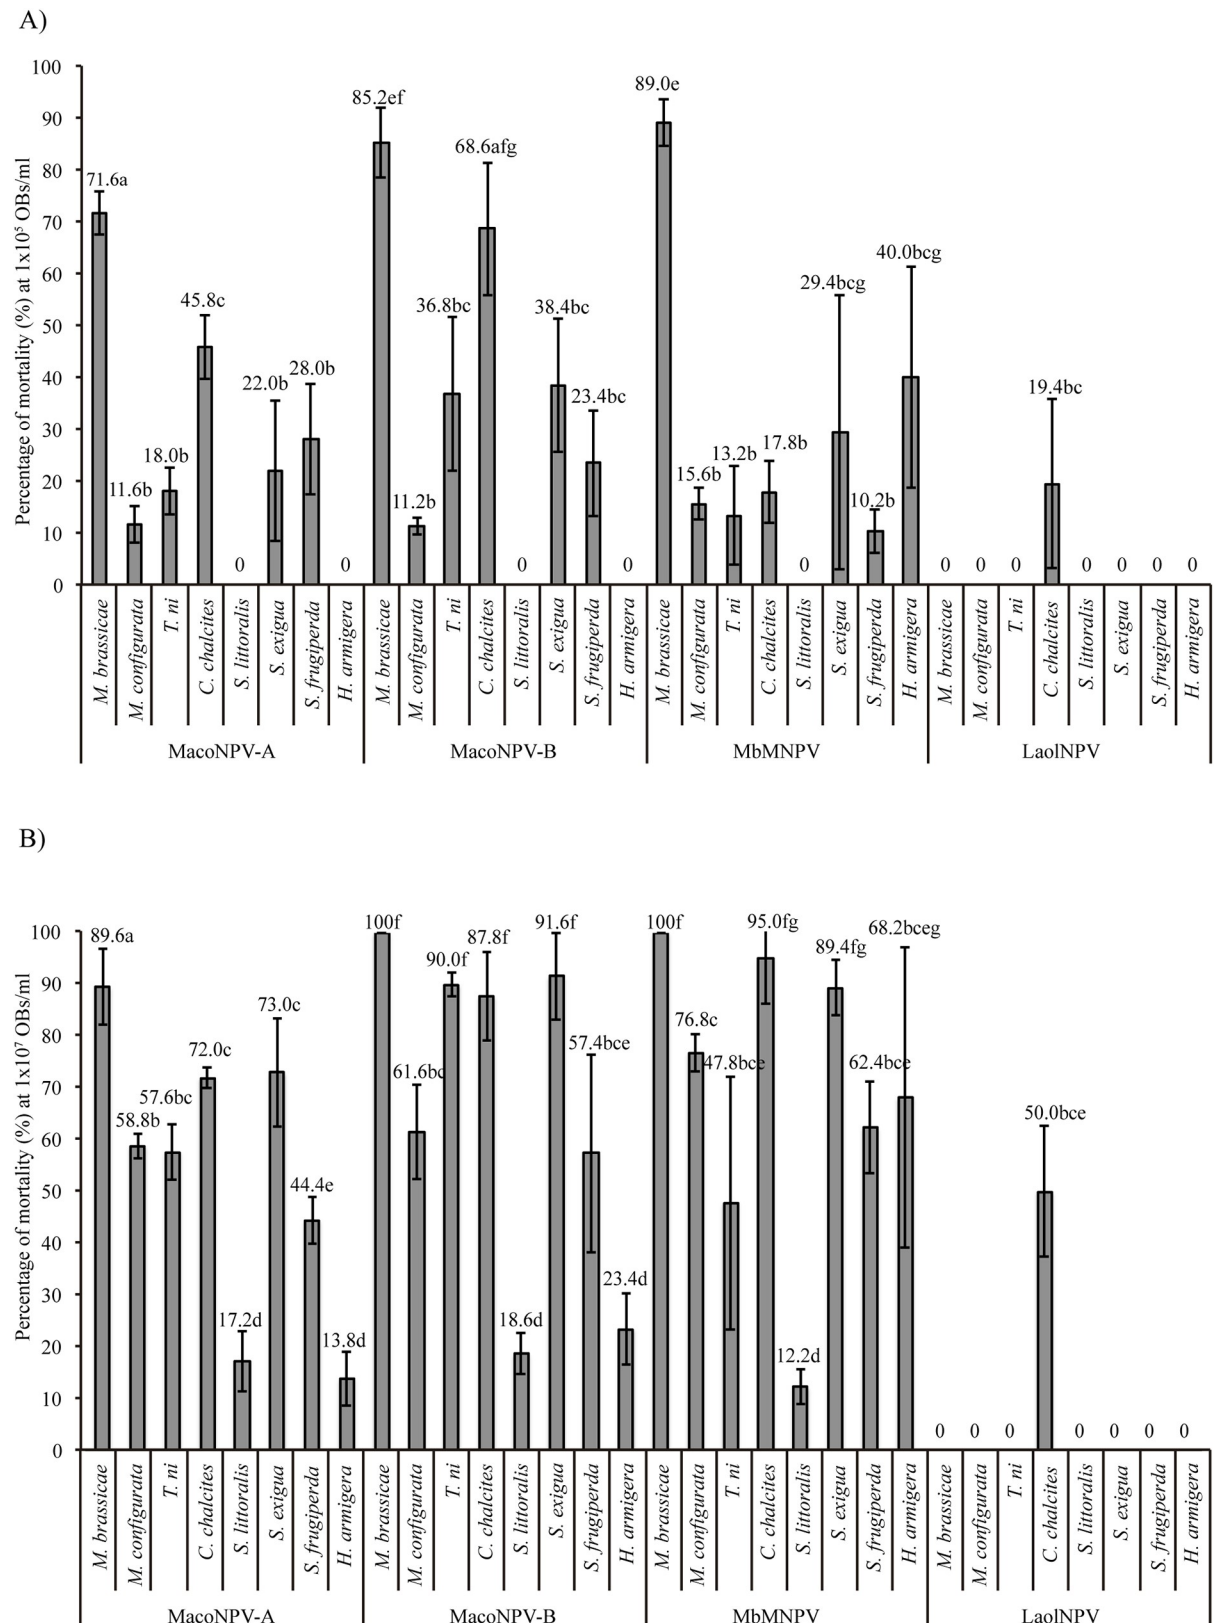 A)
Percentage of mortality (%) at 1x10⁵ OBs/ml
100
90
80
70
60
50
40
30
20
10
0
71.6a
11.6b
18.0b
45.8c
0
22.0b
28.0b
0
85.2ef
11.2b
36.8bc
68.6afg
0
38.4bc
23.4bc
0
89.0e
15.6b
13.2b
17.8b
0
29.4bcg
10.2b
40.0bcg
0
0
0
19.4bc
0
0
0
0
M. brassicae
M. configurata
T. ni
C. chalcites
S. littoralis
S. exigua
S. frugiperda
H. armigera
M. brassicae
M. configurata
T. ni
C. chalcites
S. littoralis
S. exigua
S. frugiperda
H. armigera
M. brassicae
M. configurata
T. ni
C. chalcites
S. littoralis
S. exigua
S. frugiperda
H. armigera
M. brassicae
M. configurata
T. ni
C. chalcites
S. littoralis
S. exigua
S. frugiperda
H. armigera
MacoNPV-A
MacoNPV-B
MbMNPV
LaolNPV
B)
Percentage of mortality (%) at 1x10⁷ OBs/ml
100
90
80
70
60
50
40
30
20
10
0
89.6a
58.8b
57.6bc
72.0c
17.2d
73.0c
44.4e
13.8d
100f
61.6bc
90.0f
87.8f
18.6d
91.6f
57.4bce
23.4d
100f
76.8c
47.8bce
95.0fg
12.2d
89.4fg
62.4bce
68.2bceg
0
0
0
50.0bce
0
0
0
0
M. brassicae
M. configurata
T. ni
C. chalcites
S. littoralis
S. exigua
S. frugiperda
H. armigera
M. brassicae
M. configurata
T. ni
C. chalcites
S. littoralis
S. exigua
S. frugiperda
H. armigera
M. brassicae
M. configurata
T. ni
C. chalcites
S. littoralis
S. exigua
S. frugiperda
H. armigera
M. brassicae
M. configurata
T. ni
C. chalcites
S. littoralis
S. exigua
S. frugiperda
H. armigera
MacoNPV-A
MacoNPV-B
MbMNPV
LaolNPV